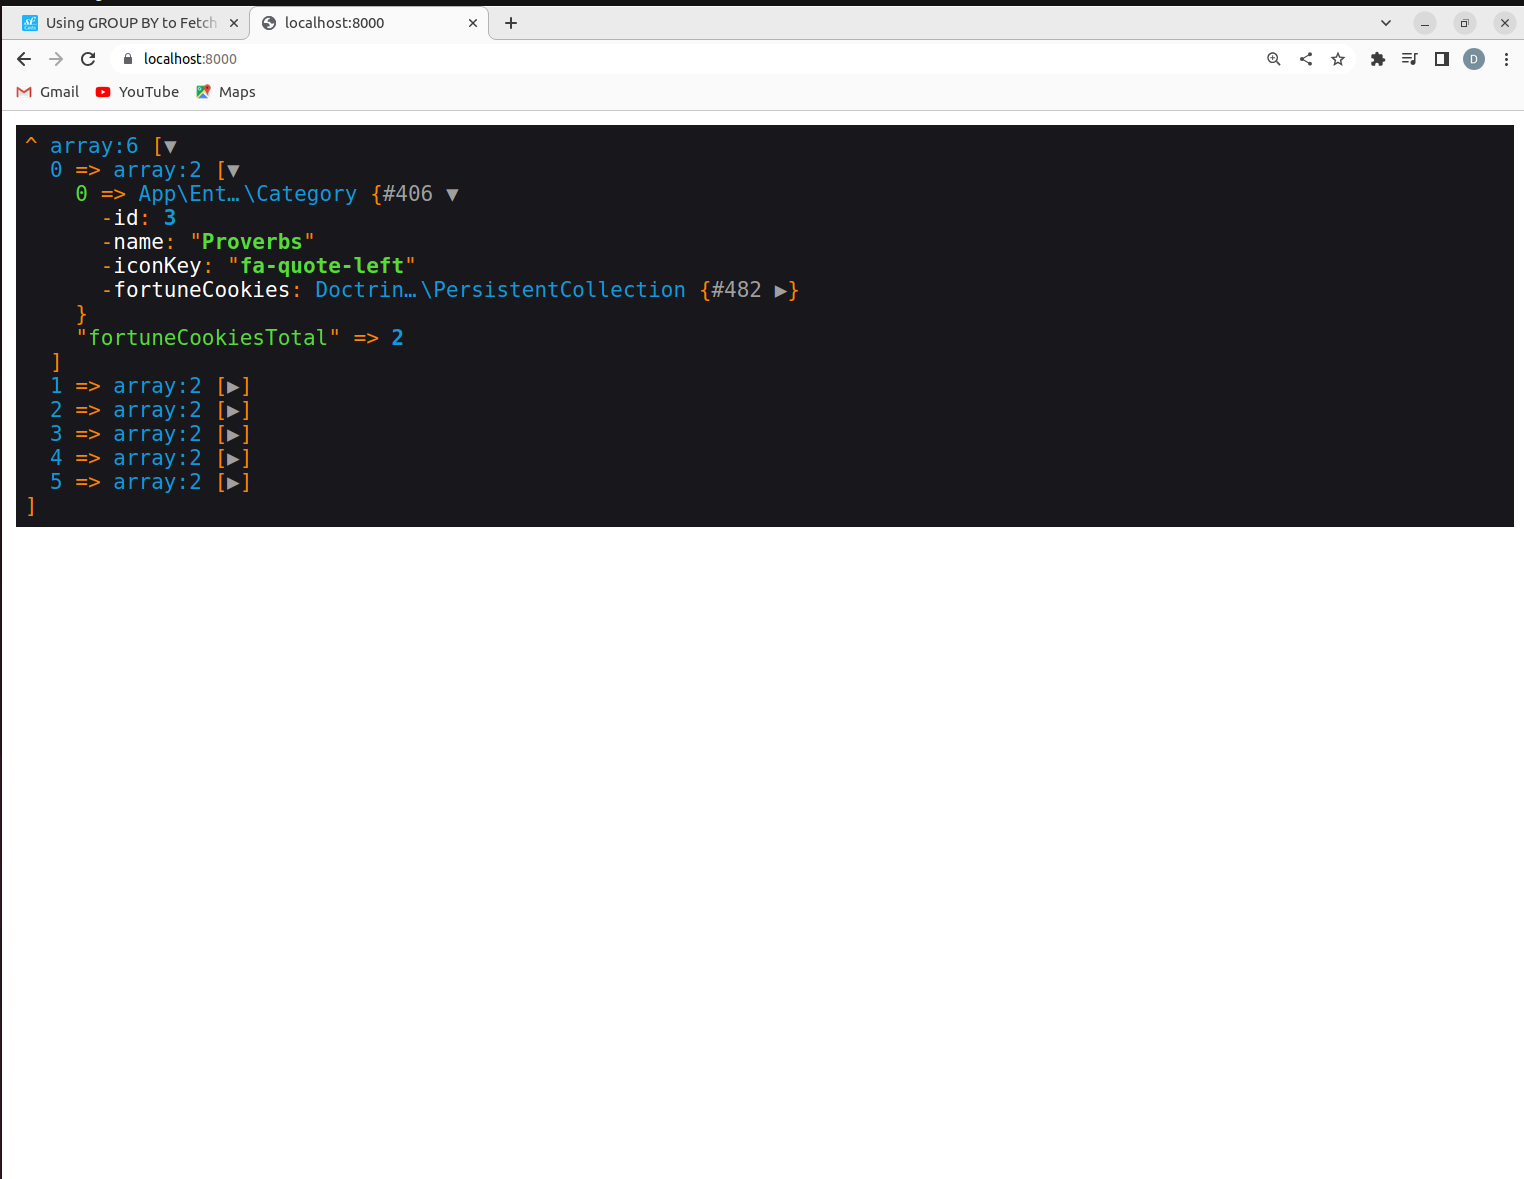 Using GROUP BY to Fetch
localhost:8000
localhost:8000
D
Gmail
YouTube
Maps
^ array:6 [▼
0 => array:2 [▼
0 => App\Ent…\Category {#406 ▼
-id: 3
-name: "Proverbs"
-iconKey: "fa-quote-left"
-fortuneCookies: Doctrin…\PersistentCollection {#482 ▶}
}
"fortuneCookiesTotal" => 2
]
1 => array:2 [▶]
2 => array:2 [▶]
3 => array:2 [▶]
4 => array:2 [▶]
5 => array:2 [▶]
]